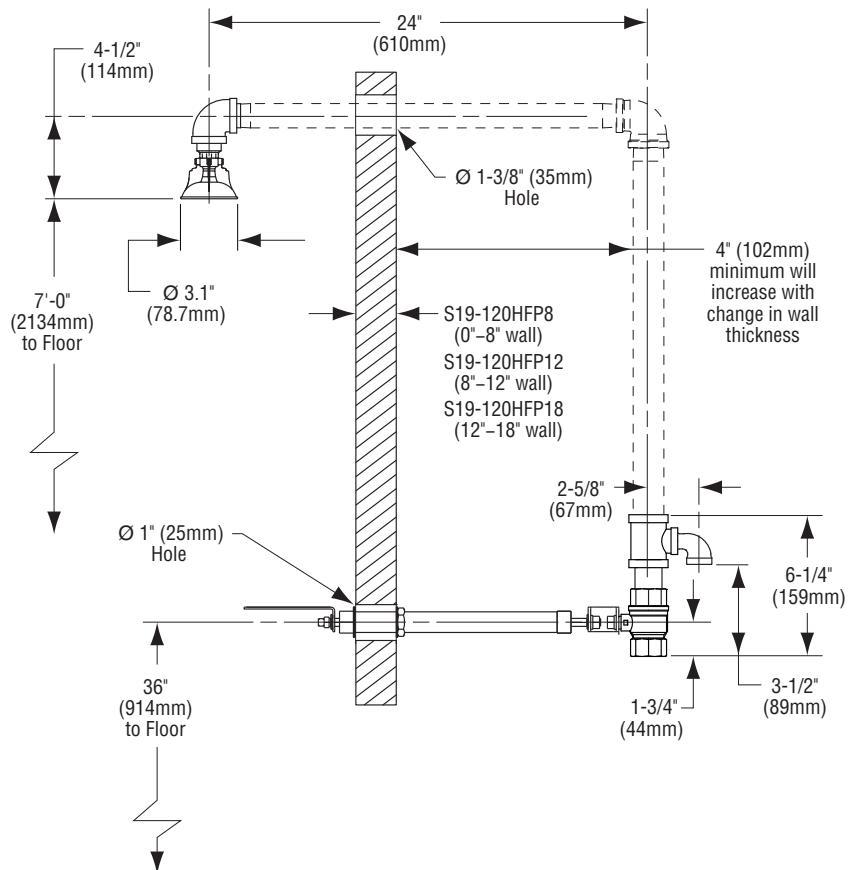 24"
(610mm)
4-1/2"
(114mm)
Ø 1-3/8" (35mm)
Hole
Ø 3.1"
(78.7mm)
7'-0"
(2134mm)
to Floor
S19-120HFP8
(0"–8" wall)
S19-120HFP12
(8"–12" wall)
S19-120HFP18
(12"–18" wall)
4" (102mm)
minimum will
increase with
change in wall
thickness
2-5/8"
(67mm)
Ø 1" (25mm)
Hole
6-1/4"
(159mm)
36"
(914mm)
to Floor
1-3/4"
(44mm)
3-1/2"
(89mm)